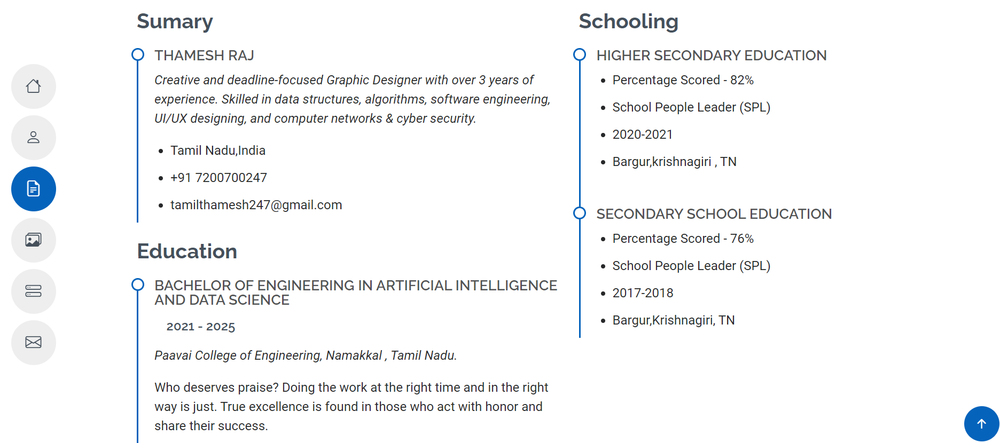 Sumary
THAMESH RAJ
Creative and deadline-focused Graphic Designer with over 3 years of
experience. Skilled in data structures, algorithms, software engineering,
UI/UX designing, and computer networks & cyber security.
Tamil Nadu,India
+91 7200700247
tamilthamesh247@gmail.com
Education
BACHELOR OF ENGINEERING IN ARTIFICIAL INTELLIGENCE
AND DATA SCIENCE
2021 - 2025
Paavai College of Engineering, Namakkal , Tamil Nadu.
Who deserves praise? Doing the work at the right time and in the right
way is just. True excellence is found in those who act with honor and
share their success.
Schooling
HIGHER SECONDARY EDUCATION
Percentage Scored - 82%
School People Leader (SPL)
2020-2021
Bargur,krishnagiri , TN
SECONDARY SCHOOL EDUCATION
Percentage Scored - 76%
School People Leader (SPL)
2017-2018
Bargur,Krishnagiri, TN